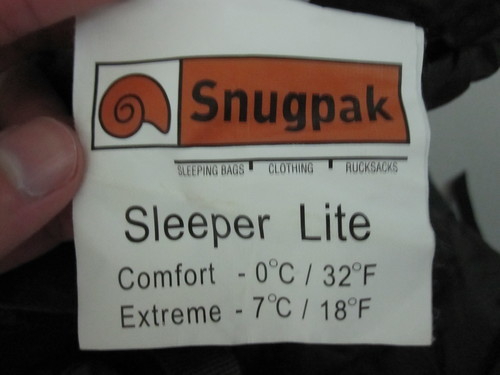 Snugpak
SLEEPING BAGS CLOTHING RUCKSACKS
Sleeper Lite
Comfort - 0°C / 32°F
Extreme - 7°C / 18°F